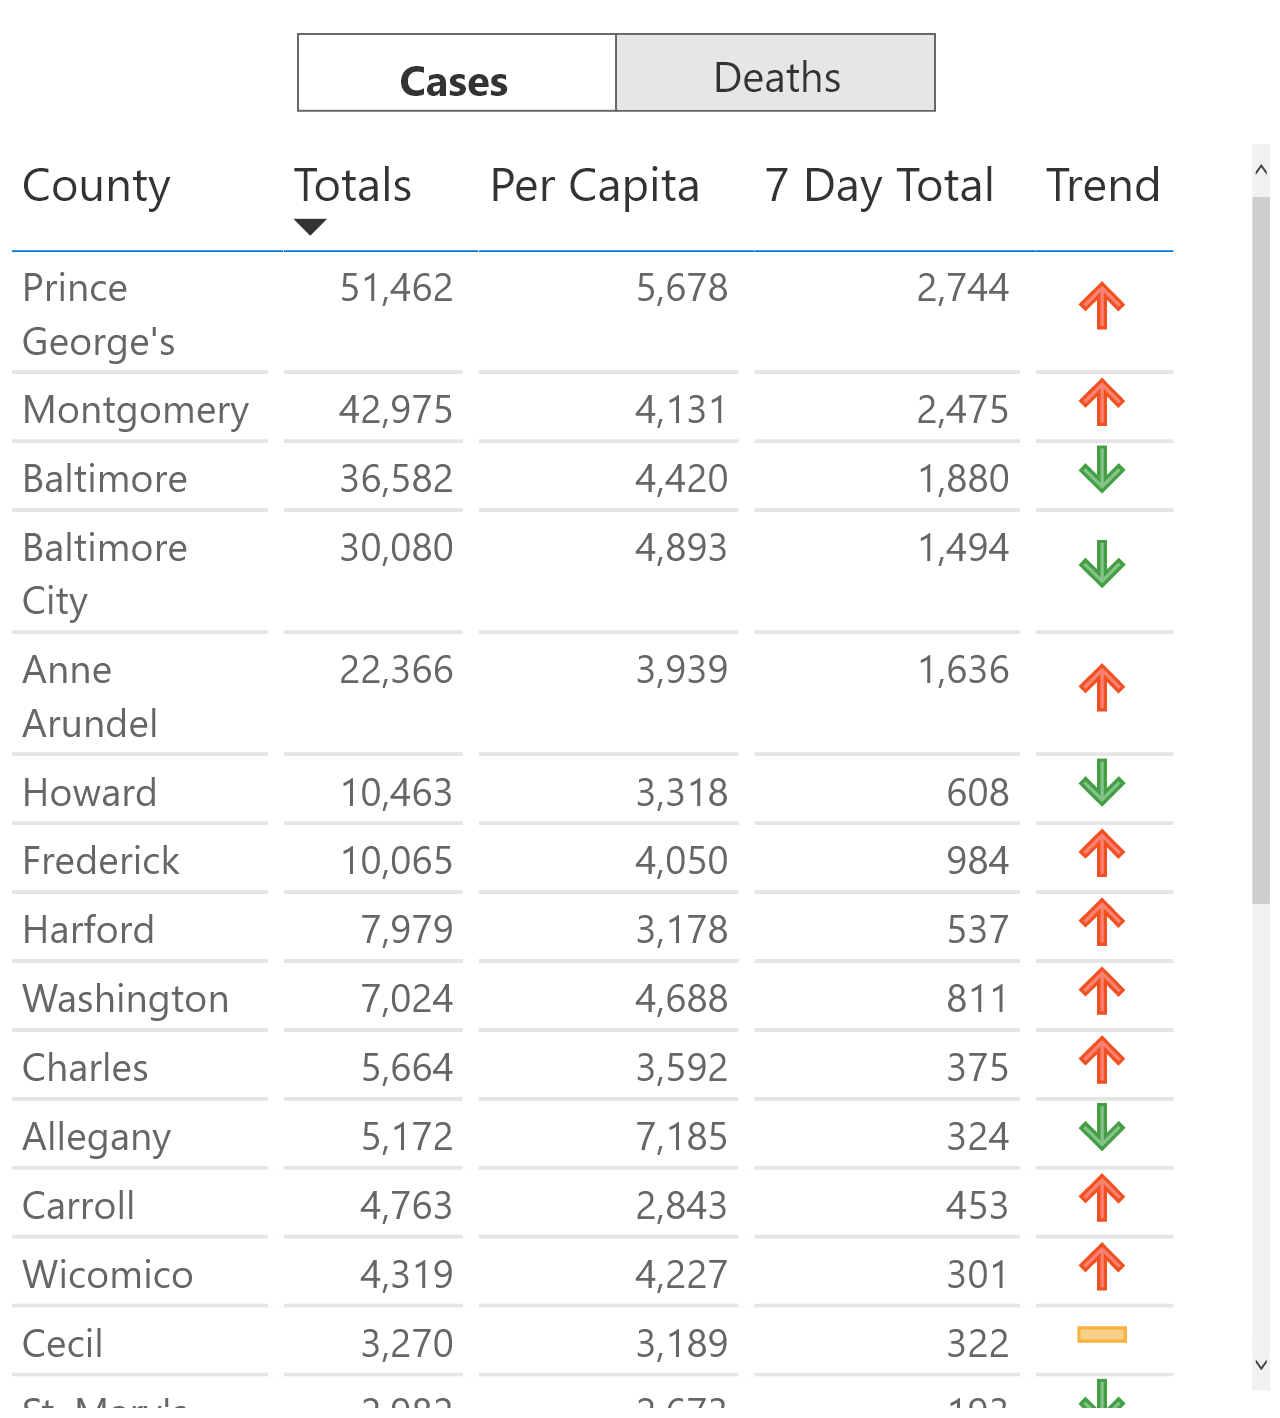 Cases Deaths
County Totals Per Capita 7 Day Total Trend
Prince 51,462 5,678 2,744
George's
Montgomery 42,975 4,131 2,475
Baltimore 36,582 4,420 1,880
Baltimore 30,080 4,893 1,494
City
Anne 22,366 3,939 1,636
Arundel
Howard 10,463 3,318 608
Frederick 10,065 4,050 984
Harford 7,979 3,178 537
Washington 7,024 4,688 811
Charles 5,664 3,592 375
Allegany 5,172 7,185 324
Carroll 4,763 2,843 453
Wicomico 4,319 4,227 301
Cecil 3,270 3,189 322
St. Mary's